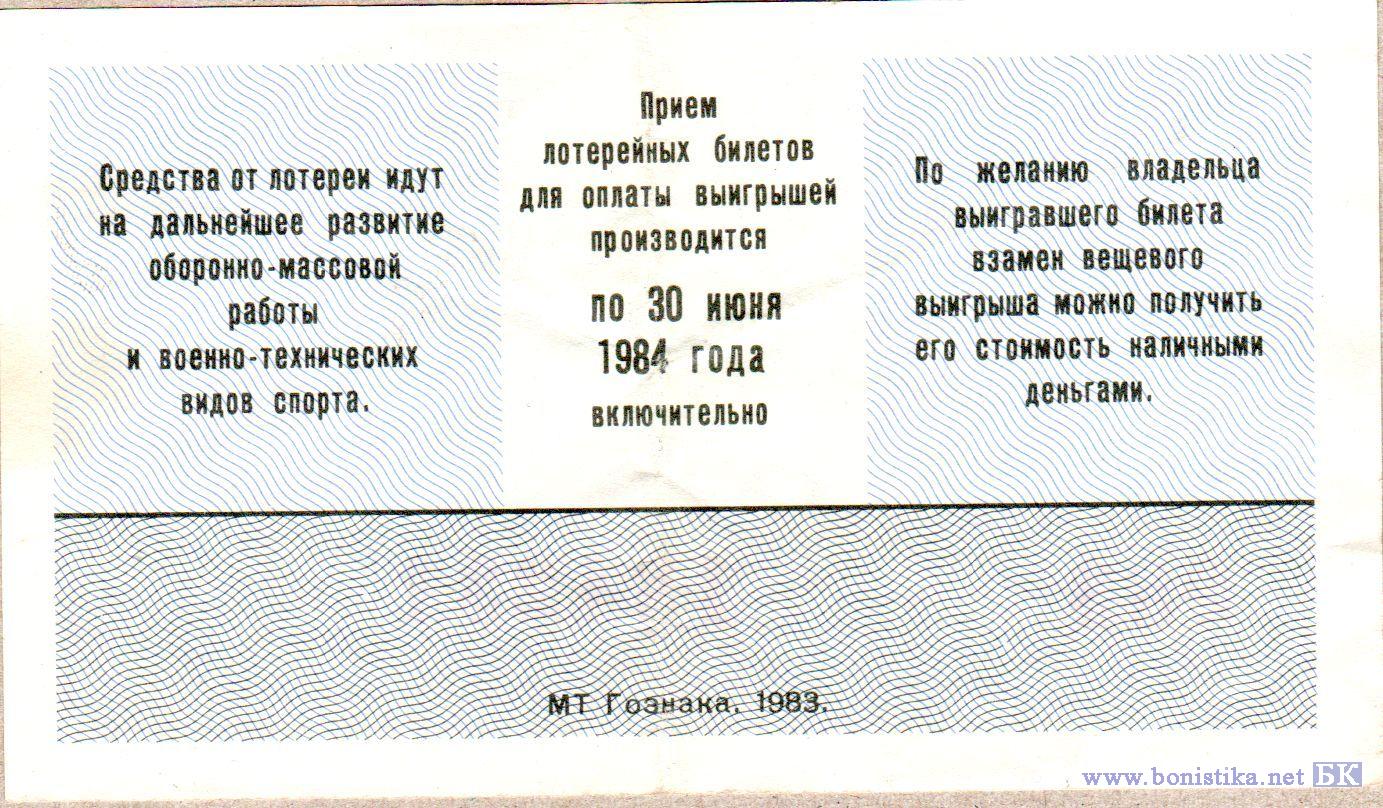 Средства от лотереи идут
на дальнейшее развитие
оборонно-массовой
работы
и военно-технических
видов спорта.
Прием
лотерейных билетов
для оплаты выигрышей
производится
по 30 июня
1984 года
включительно
По желанию владельца
выигравшего билета
взамен вещевого
выигрыша можно получить
его стоимость наличными
деньгами.
МТ Гознака. 1983.
www.bonistika.net БК